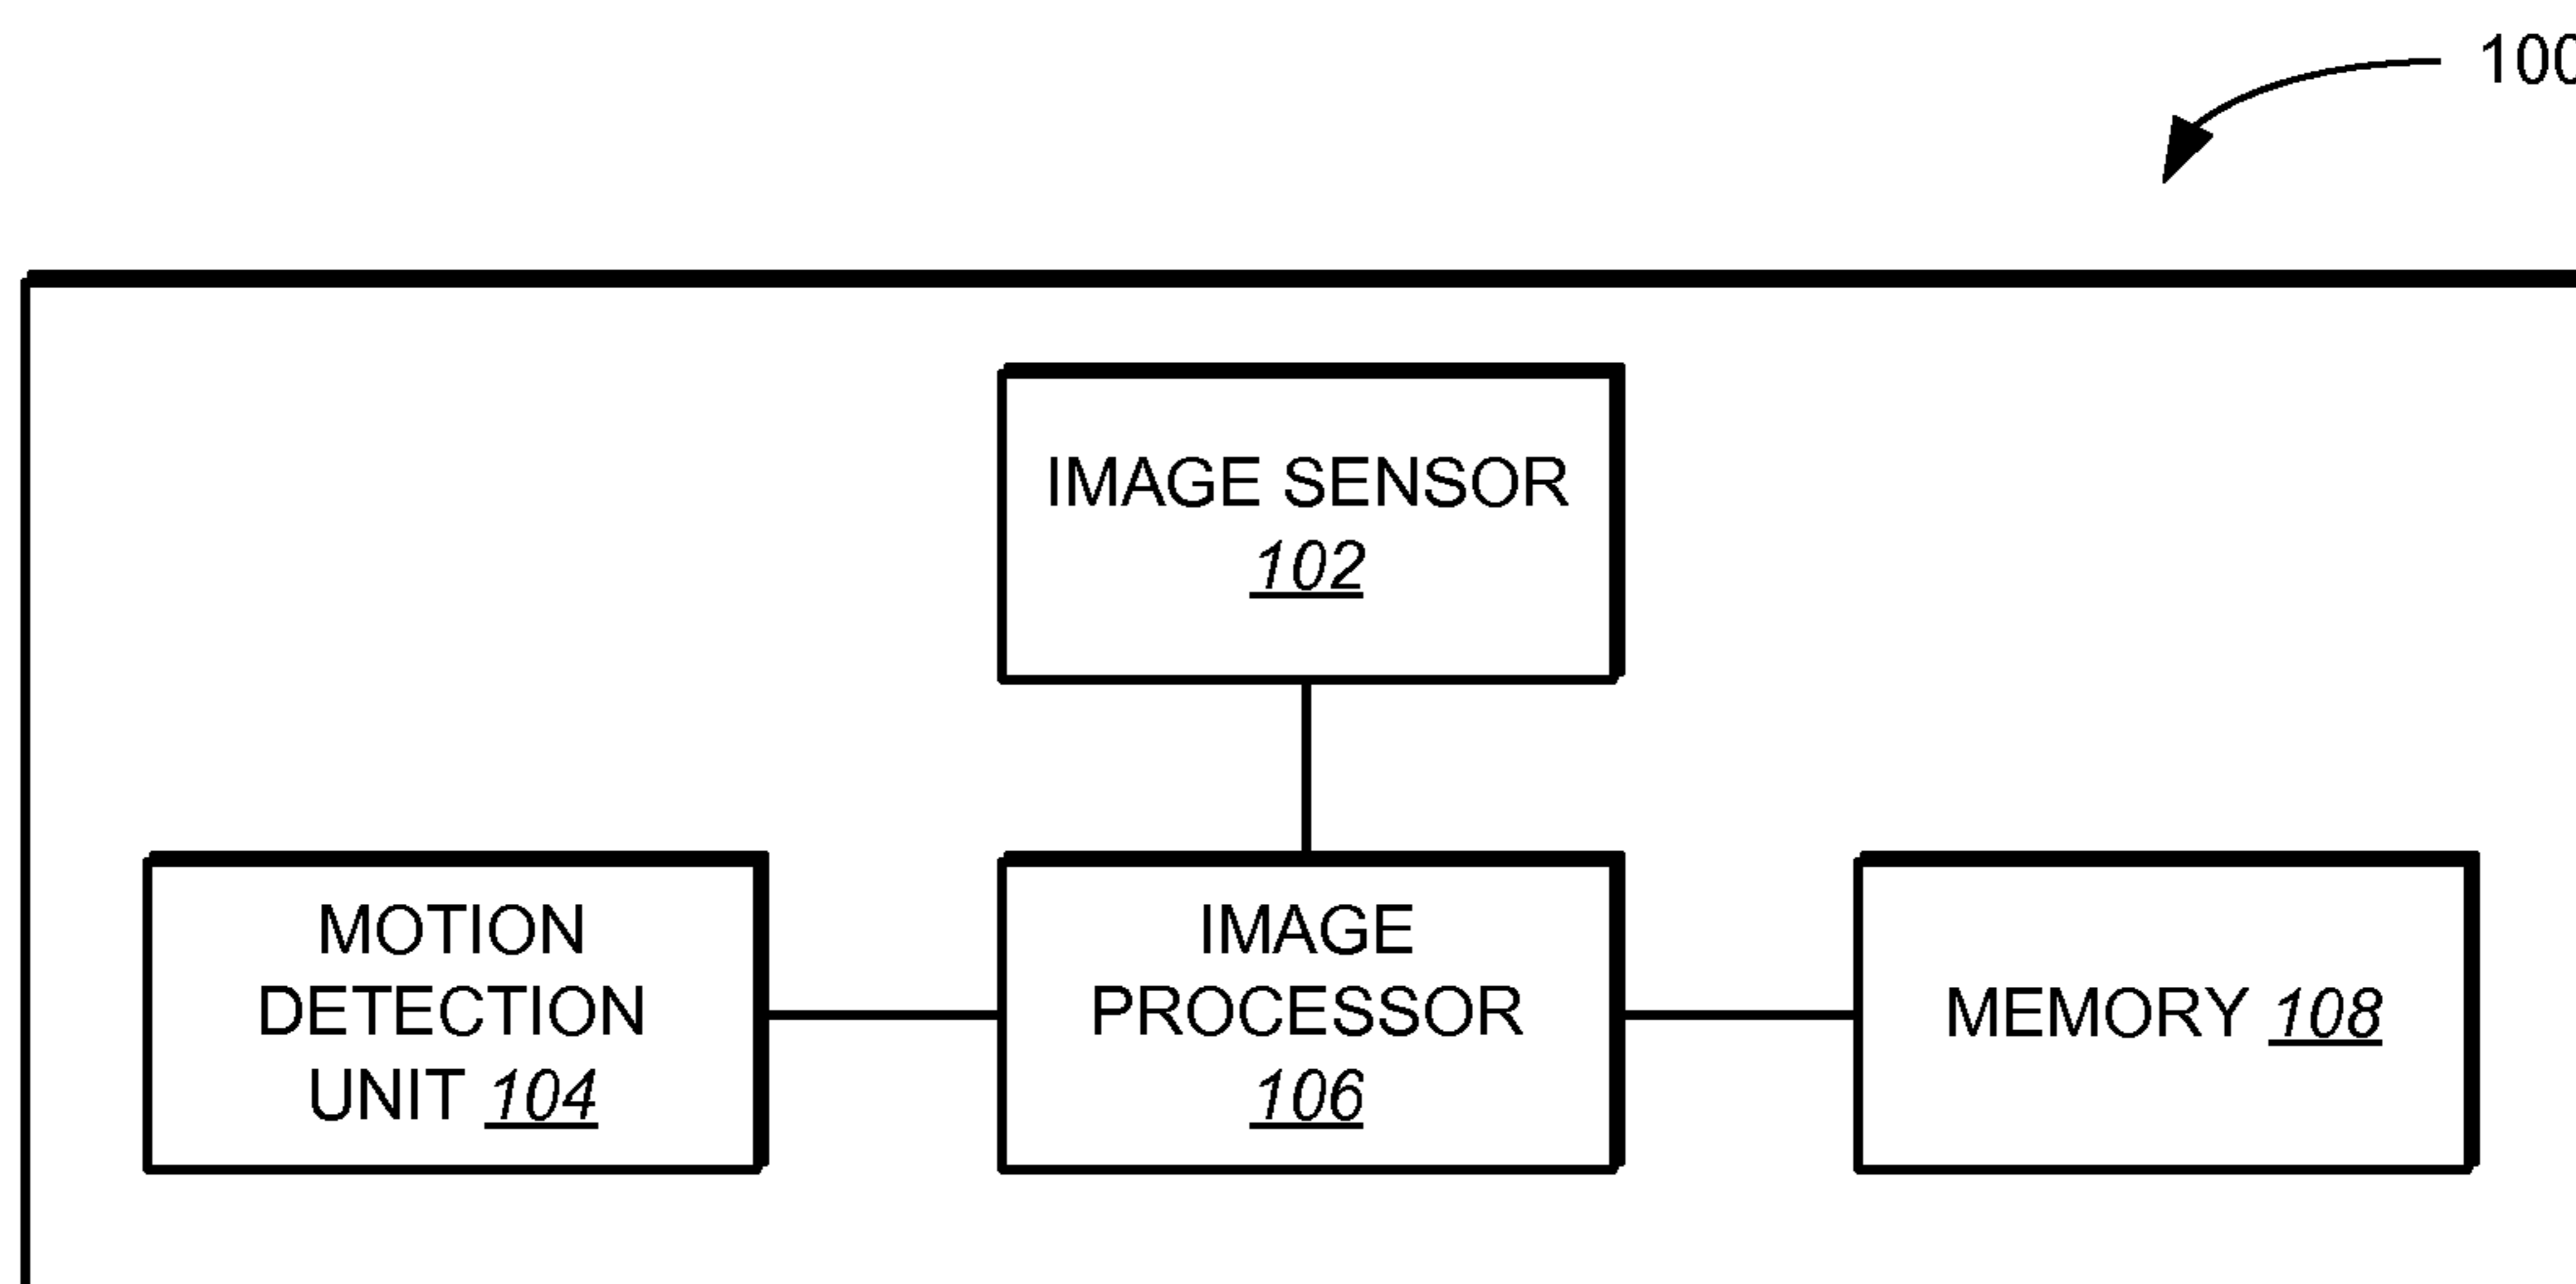 100
IMAGE SENSOR
102
MOTION
DETECTION
UNIT 104
IMAGE
PROCESSOR
106
MEMORY 108